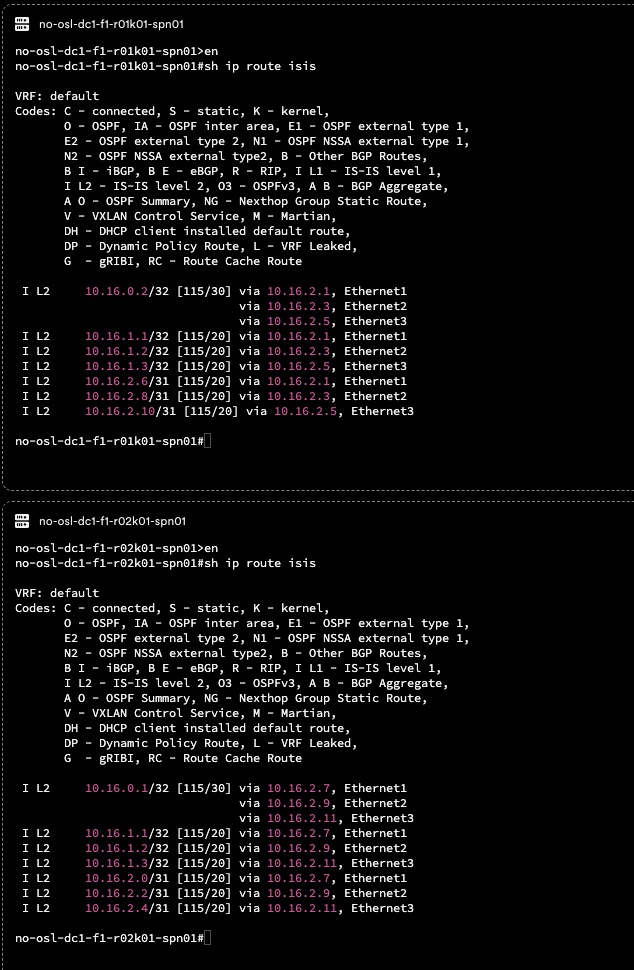 no-osl-dc1-f1-r01k01-spn01
no-osl-dc1-f1-r01k01-spn01>en
no-osl-dc1-f1-r01k01-spn01#sh ip route isis
VRF: default
Codes: C - connected, S - static, K - kernel,
O - OSPF, IA - OSPF inter area, E1 - OSPF external type 1,
E2 - OSPF external type 2, N1 - OSPF NSSA external type 1,
N2 - OSPF NSSA external type2, B - Other BGP Routes,
B I - iBGP, B E - eBGP, R - RIP, I L1 - IS-IS level 1,
I L2 - IS-IS level 2, O3 - OSPFv3, A B - BGP Aggregate,
A O - OSPF Summary, NG - Nexthop Group Static Route,
V - VXLAN Control Service, M - Martian,
DH - DHCP client installed default route,
DP - Dynamic Policy Route, L - VRF Leaked,
G  - gRIBI, RC - Route Cache Route
I L2     10.16.0.2/32 [115/30] via 10.16.2.1, Ethernet1
via 10.16.2.3, Ethernet2
via 10.16.2.5, Ethernet3
I L2     10.16.1.1/32 [115/20] via 10.16.2.1, Ethernet1
I L2     10.16.1.2/32 [115/20] via 10.16.2.3, Ethernet2
I L2     10.16.1.3/32 [115/20] via 10.16.2.5, Ethernet3
I L2     10.16.2.6/31 [115/20] via 10.16.2.1, Ethernet1
I L2     10.16.2.8/31 [115/20] via 10.16.2.3, Ethernet2
I L2     10.16.2.10/31 [115/20] via 10.16.2.5, Ethernet3
no-osl-dc1-f1-r01k01-spn01#
no-osl-dc1-f1-r02k01-spn01
no-osl-dc1-f1-r02k01-spn01>en
no-osl-dc1-f1-r02k01-spn01#sh ip route isis
VRF: default
Codes: C - connected, S - static, K - kernel,
O - OSPF, IA - OSPF inter area, E1 - OSPF external type 1,
E2 - OSPF external type 2, N1 - OSPF NSSA external type 1,
N2 - OSPF NSSA external type2, B - Other BGP Routes,
B I - iBGP, B E - eBGP, R - RIP, I L1 - IS-IS level 1,
I L2 - IS-IS level 2, O3 - OSPFv3, A B - BGP Aggregate,
A O - OSPF Summary, NG - Nexthop Group Static Route,
V - VXLAN Control Service, M - Martian,
DH - DHCP client installed default route,
DP - Dynamic Policy Route, L - VRF Leaked,
G  - gRIBI, RC - Route Cache Route
I L2     10.16.0.1/32 [115/30] via 10.16.2.7, Ethernet1
via 10.16.2.9, Ethernet2
via 10.16.2.11, Ethernet3
I L2     10.16.1.1/32 [115/20] via 10.16.2.7, Ethernet1
I L2     10.16.1.2/32 [115/20] via 10.16.2.9, Ethernet2
I L2     10.16.1.3/32 [115/20] via 10.16.2.11, Ethernet3
I L2     10.16.2.0/31 [115/20] via 10.16.2.7, Ethernet1
I L2     10.16.2.2/31 [115/20] via 10.16.2.9, Ethernet2
I L2     10.16.2.4/31 [115/20] via 10.16.2.11, Ethernet3
no-osl-dc1-f1-r02k01-spn01#